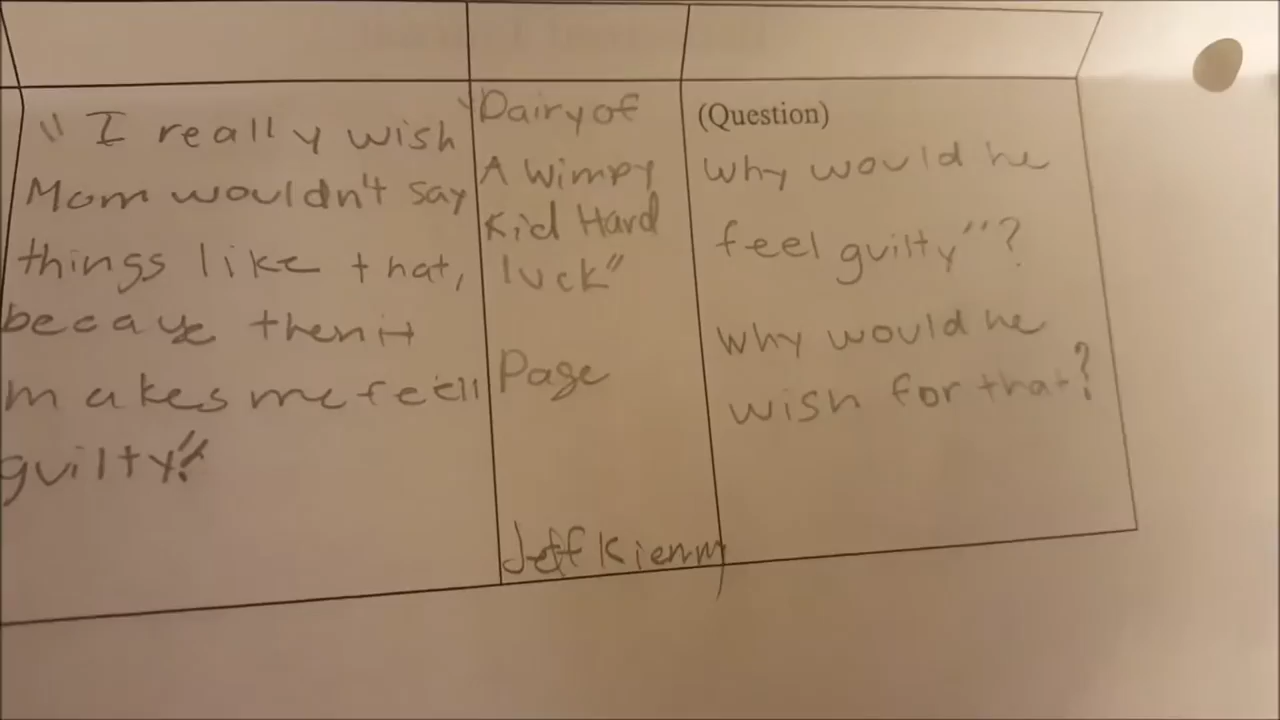 "I really wish
Mom wouldn't say
things like that,
becauye then it
makes me feell
guilty."
"Dairy of
A Wimpy
Kid Hard
luck"
Page
Jeff Kienny
(Question)
Why would he
feel guilty"?
Why would he
wish for that?